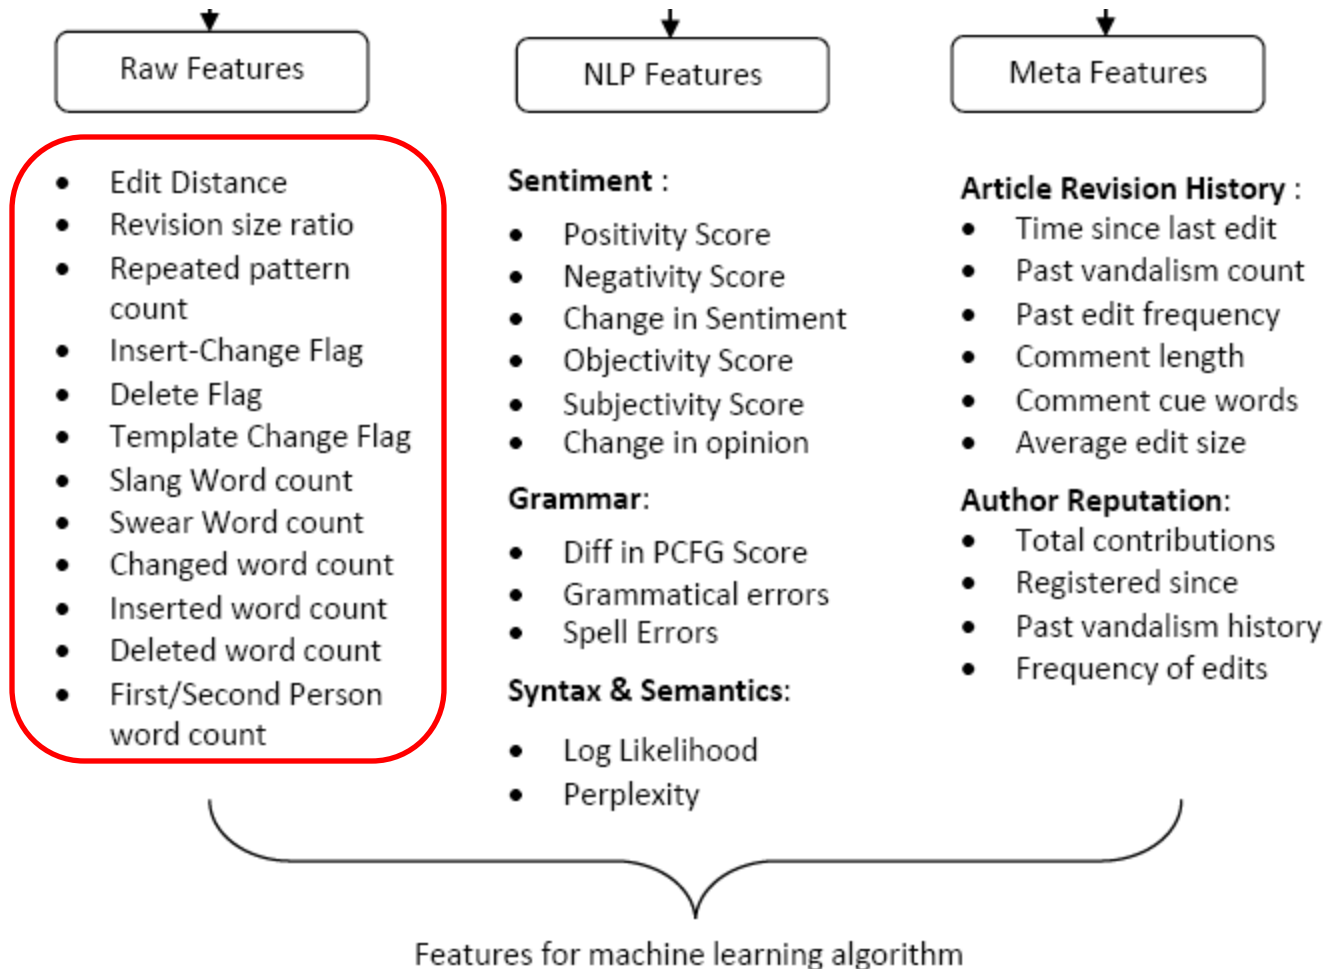 Raw Features
NLP Features
Meta Features
Edit Distance
Revision size ratio
Repeated pattern
count
Insert-Change Flag
Delete Flag
Template Change Flag
Slang Word count
Swear Word count
Changed word count
Inserted word count
Deleted word count
First/Second Person
word count
Sentiment :
Positivity Score
Negativity Score
Change in Sentiment
Objectivity Score
Subjectivity Score
Change in opinion
Grammar:
Diff in PCFG Score
Grammatical errors
Spell Errors
Syntax & Semantics:
Log Likelihood
Perplexity
Article Revision History :
Time since last edit
Past vandalism count
Past edit frequency
Comment length
Comment cue words
Average edit size
Author Reputation:
Total contributions
Registered since
Past vandalism history
Frequency of edits
Features for machine learning algorithm